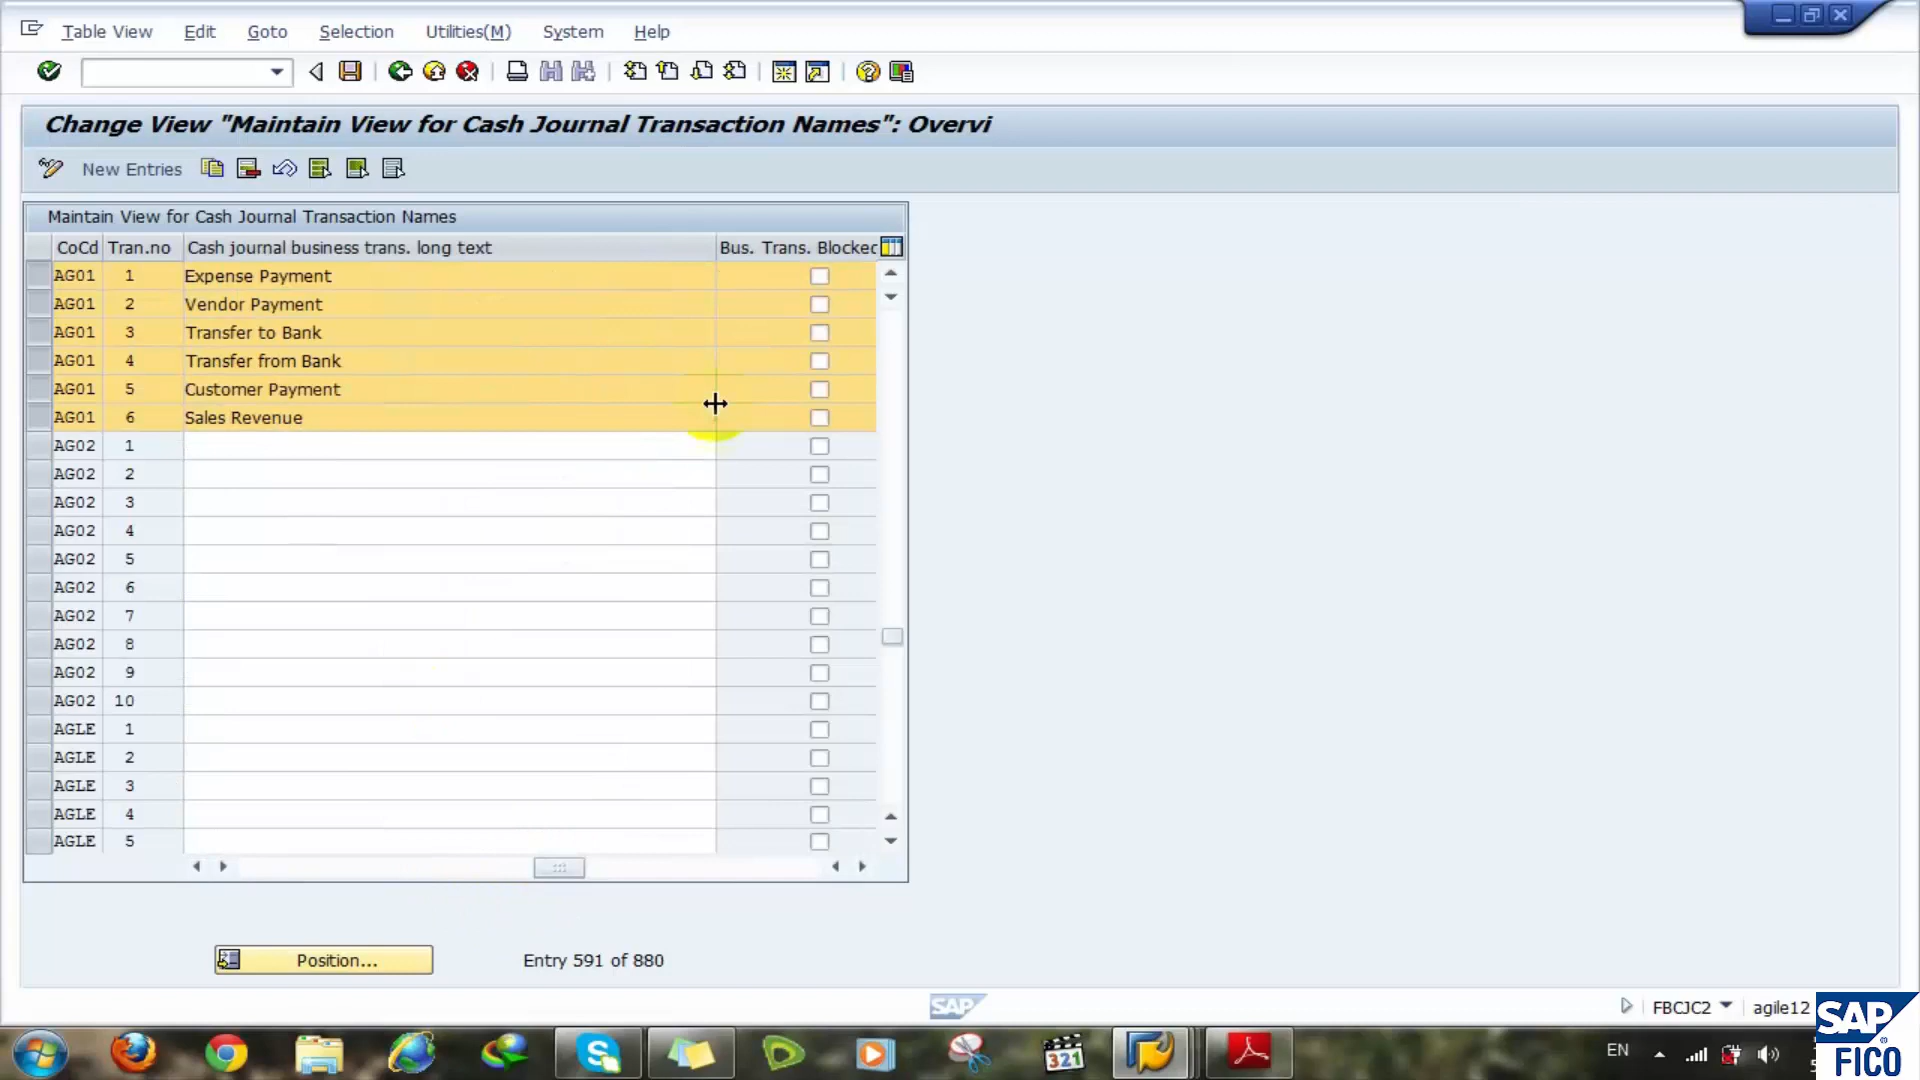 Table View Edit Goto Selection Utilities(M) System Help
Change View "Maintain View for Cash Journal Transaction Names": Overvi
New Entries
Maintain View for Cash Journal Transaction Names
CoCd Tran.no Cash journal business trans. long text Bus. Trans. Blocked
AG01 1 Expense Payment
AG01 2 Vendor Payment
AG01 3 Transfer to Bank
AG01 4 Transfer from Bank
AG01 5 Customer Payment
AG01 6 Sales Revenue
AG02 1
AG02 2
AG02 3
AG02 4
AG02 5
AG02 6
AG02 7
AG02 8
AG02 9
AG02 10
AGLE 1
AGLE 2
AGLE 3
AGLE 4
AGLE 5
Position... Entry 591 of 880
SAP FBCJC2 agile12
321 EN
SAP
FICO